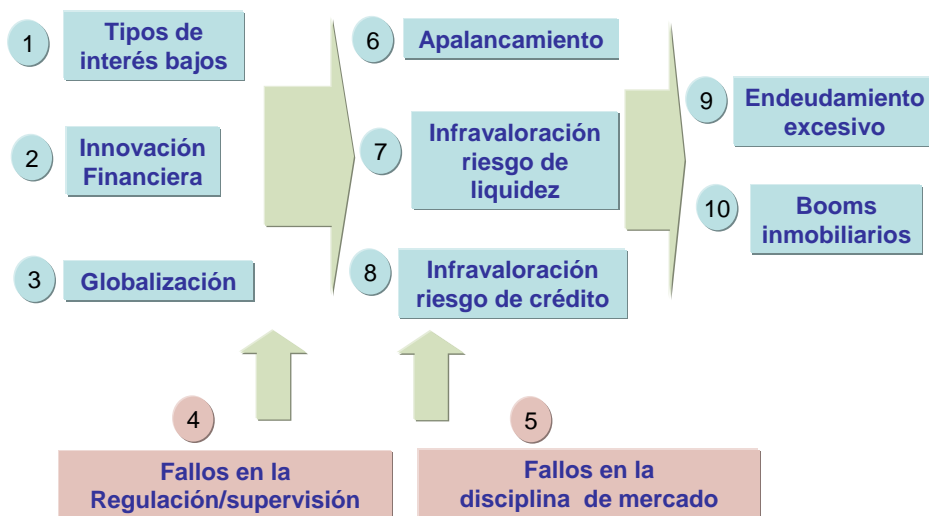 1
Tipos de
interés bajos
2
Innovación
Financiera
3
Globalización
6
Apalancamiento
7
Infravaloración
riesgo de
liquidez
8
Infravaloración
riesgo de crédito
9
Endeudamiento
excesivo
10
Booms
inmobiliarios
4
Fallos en la
Regulación/supervisión
5
Fallos en la
disciplina de mercado